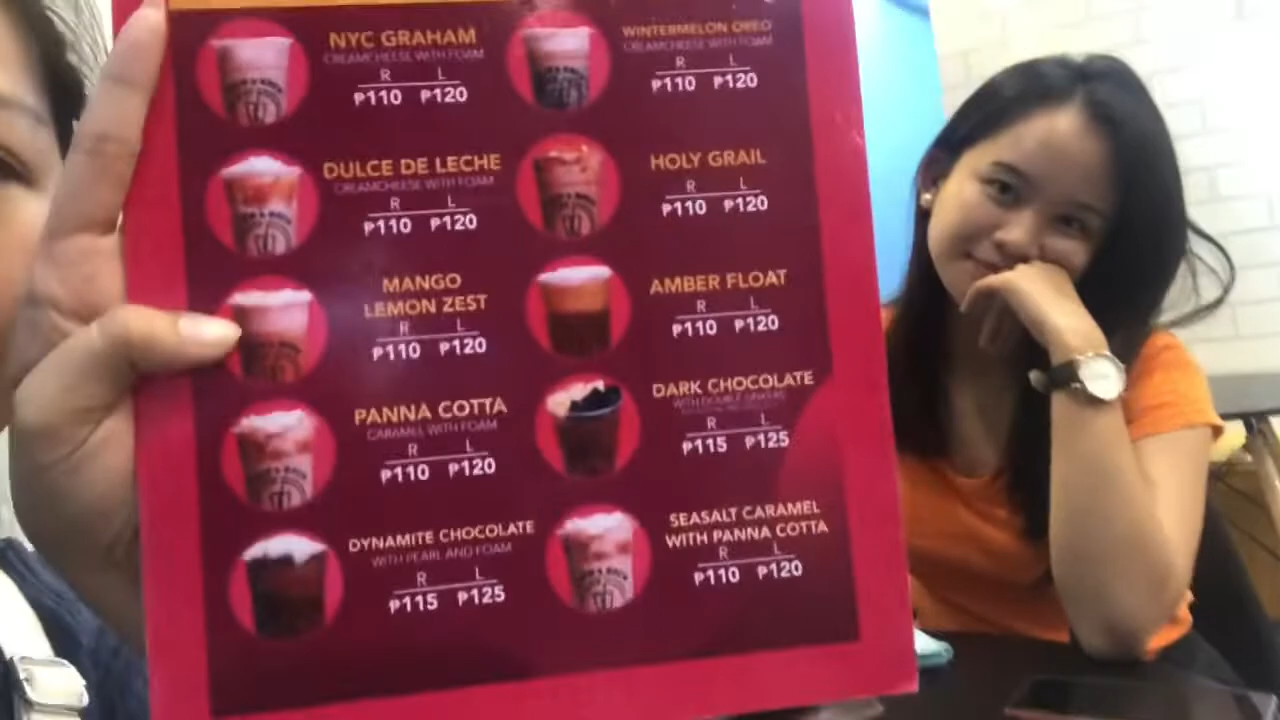 NYC GRAHAM
CREAMCHEESE WITH FOAM
R L
₱110 ₱120
DULCE DE LECHE
CREAMCHEESE WITH FOAM
R L
₱110 ₱120
MANGO
LEMON ZEST
R L
₱110 ₱120
PANNA COTTA
CARAMEL WITH FOAM
R L
₱110 ₱120
DYNAMITE CHOCOLATE
WITH PEARL AND FOAM
R L
₱115 ₱125
WINTERMELON OREO
CREAMCHEESE WITH FOAM
R L
₱110 ₱120
HOLY GRAIL
R L
₱110 ₱120
AMBER FLOAT
R L
₱110 ₱120
DARK CHOCOLATE
WITH DOUBLE
R L
₱115 ₱125
SEASALT CARAMEL
WITH PANNA COTTA
R L
₱110 ₱120